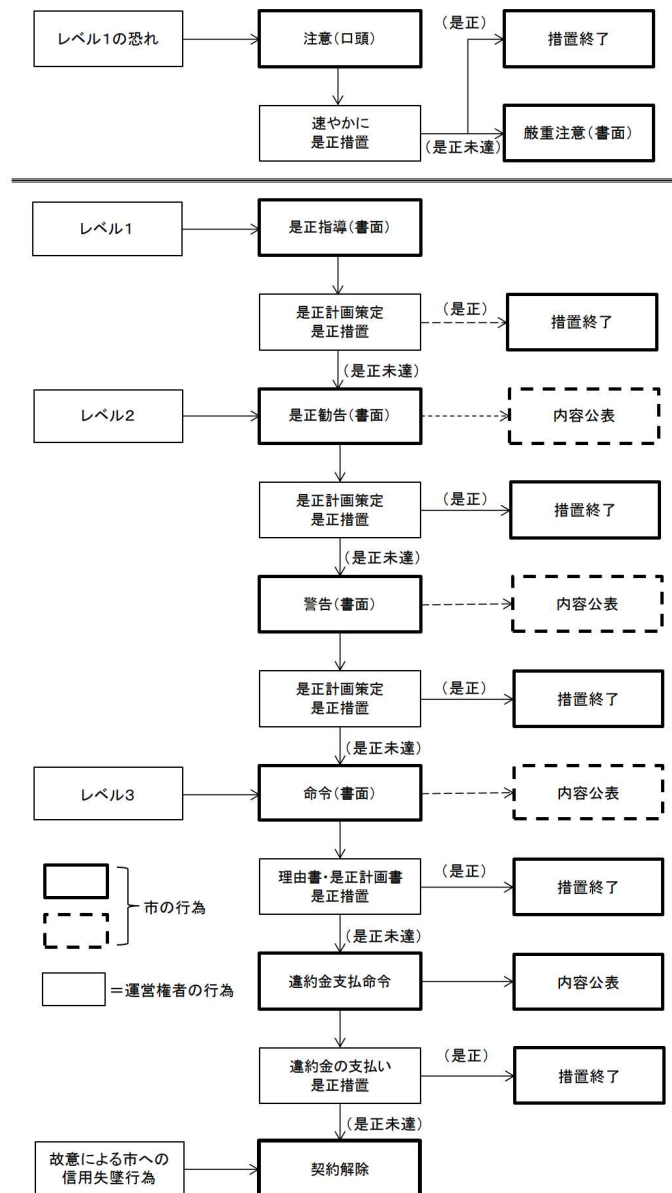 レベル1の恐れ
注意(口頭)
(是正)
措置終了
速やかに
是正措置
(是正未達)
厳重注意(書面)
レベル1
是正指導(書面)
是正計画策定
是正措置
(是正)
措置終了
(是正未達)
レベル2
是正勧告(書面)
内容公表
是正計画策定
是正措置
(是正)
措置終了
(是正未達)
警告(書面)
内容公表
是正計画策定
是正措置
(是正)
措置終了
(是正未達)
レベル3
命令(書面)
内容公表
理由書・是正計画書
是正措置
(是正)
措置終了
市の行為
(是正未達)
違約金支払命令
内容公表
=運営権者の行為
違約金の支払い
是正措置
(是正)
措置終了
(是正未達)
故意による市への
信用失墜行為
契約解除